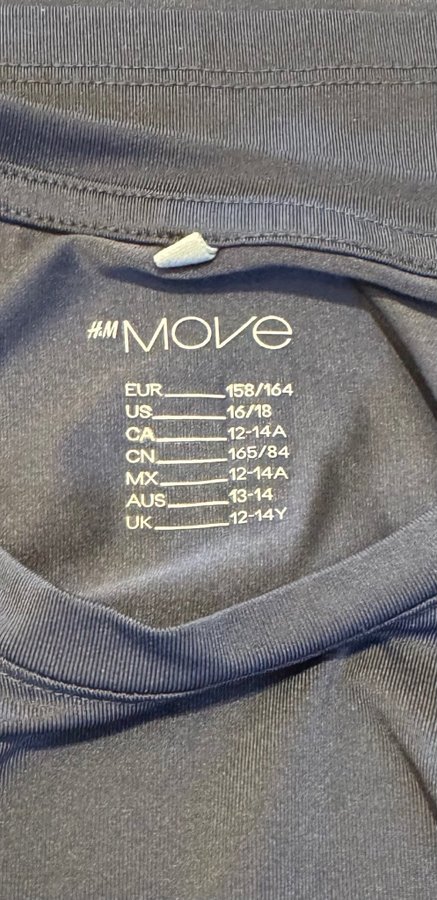 H&M MOVE
EUR 158/164
US 16/18
CA 12-14A
CN 165/84
MX 12-14A
AUS 13-14
UK 12-14Y